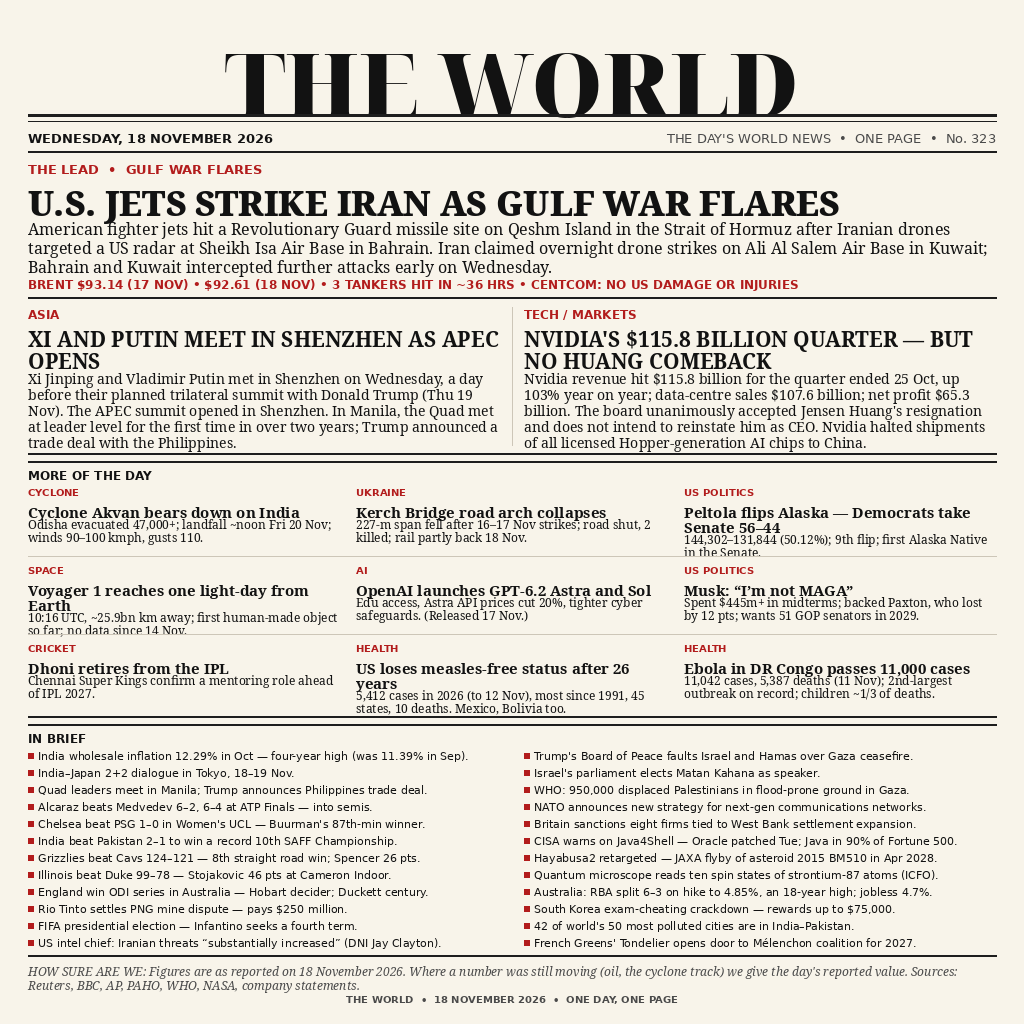 THE WORLD
WEDNESDAY, 18 NOVEMBER 2026
THE DAY'S WORLD NEWS • ONE PAGE • No. 323
THE LEAD • GULF WAR FLARES
U.S. JETS STRIKE IRAN AS GULF WAR FLARES
American fighter jets hit a Revolutionary Guard missile site on Qeshm Island in the Strait of Hormuz after Iranian drones
targeted a US radar at Sheikh Isa Air Base in Bahrain. Iran claimed overnight drone strikes on Ali Al Salem Air Base in Kuwait;
Bahrain and Kuwait intercepted further attacks early on Wednesday.
BRENT $93.14 (17 NOV) • $92.61 (18 NOV) • 3 TANKERS HIT IN ~36 HRS • CENTCOM: NO US DAMAGE OR INJURIES
ASIA
XI AND PUTIN MEET IN SHENZHEN AS APEC
OPENS
Xi Jinping and Vladimir Putin met in Shenzhen on Wednesday, a day
before their planned trilateral summit with Donald Trump (Thu 19
Nov). The APEC summit opened in Shenzhen. In Manila, the Quad met
at leader level for the first time in over two years; Trump announced a
trade deal with the Philippines.
TECH / MARKETS
NVIDIA'S $115.8 BILLION QUARTER — BUT
NO HUANG COMEBACK
Nvidia revenue hit $115.8 billion for the quarter ended 25 Oct, up
103% year on year; data-centre sales $107.6 billion; net profit $65.3
billion. The board unanimously accepted Jensen Huang's resignation
and does not intend to reinstate him as CEO. Nvidia halted shipments
of all licensed Hopper-generation AI chips to China.
MORE OF THE DAY
CYCLONE
Cyclone Akvan bears down on India
Odisha evacuated 47,000+; landfall ~noon Fri 20 Nov;
winds 90–100 kmph, gusts 110.
UKRAINE
Kerch Bridge road arch collapses
227-m span fell after 16–17 Nov strikes; road shut, 2
killed; rail partly back 18 Nov.
US POLITICS
Peltola flips Alaska — Democrats take
Senate 56–44
144,302–131,844 (50.12%); 9th flip; first Alaska Native
in the Senate.
SPACE
Voyager 1 reaches one light-day from
Earth
10:16 UTC, ~25.9bn km away; first human-made object
so far; no data since 14 Nov.
AI
OpenAI launches GPT-6.2 Astra and Sol
Edu access, Astra API prices cut 20%, tighter cyber
safeguards. (Released 17 Nov.)
US POLITICS
Musk: “I’m not MAGA”
Spent $445m+ in midterms; backed Paxton, who lost
by 12 pts; wants 51 GOP senators in 2029.
CRICKET
Dhoni retires from the IPL
Chennai Super Kings confirm a mentoring role ahead
of IPL 2027.
HEALTH
US loses measles-free status after 26
years
5,412 cases in 2026 (to 12 Nov), most since 1991, 45
states, 10 deaths. Mexico, Bolivia too.
HEALTH
Ebola in DR Congo passes 11,000 cases
11,042 cases, 5,387 deaths (11 Nov); 2nd-largest
outbreak on record; children ~1/3 of deaths.
IN BRIEF
India wholesale inflation 12.29% in Oct — four-year high (was 11.39% in Sep).
India–Japan 2+2 dialogue in Tokyo, 18–19 Nov.
Quad leaders meet in Manila; Trump announces Philippines trade deal.
Alcaraz beats Medvedev 6–2, 6–4 at ATP Finals — into semis.
Chelsea beat PSG 1–0 in Women's UCL — Buurman's 87th-min winner.
India beat Pakistan 2–1 to win a record 10th SAFF Championship.
Grizzlies beat Cavs 124–121 — 8th straight road win; Spencer 26 pts.
Illinois beat Duke 99–78 — Stojakovic 46 pts at Cameron Indoor.
England win ODI series in Australia — Hobart decider; Duckett century.
Rio Tinto settles PNG mine dispute — pays $250 million.
FIFA presidential election — Infantino seeks a fourth term.
US intel chief: Iranian threats “substantially increased” (DNI Jay Clayton).
Trump's Board of Peace faults Israel and Hamas over Gaza ceasefire.
Israel's parliament elects Matan Kahana as speaker.
WHO: 950,000 displaced Palestinians in flood-prone ground in Gaza.
NATO announces new strategy for next-gen communications networks.
Britain sanctions eight firms tied to West Bank settlement expansion.
CISA warns on Java4Shell — Oracle patched Tue; Java in 90% of Fortune 500.
Hayabusa2 retargeted — JAXA flyby of asteroid 2015 BM510 in Apr 2028.
Quantum microscope reads ten spin states of strontium-87 atoms (ICFO).
Australia: RBA split 6–3 on hike to 4.85%, an 18-year high; jobless 4.7%.
South Korea exam-cheating crackdown — rewards up to $75,000.
42 of world's 50 most polluted cities are in India–Pakistan.
French Greens' Tondelier opens door to Mélenchon coalition for 2027.
HOW SURE ARE WE: Figures are as reported on 18 November 2026. Where a number was still moving (oil, the cyclone track) we give the day's reported value. Sources:
Reuters, BBC, AP, PAHO, WHO, NASA, company statements.
THE WORLD • 18 NOVEMBER 2026 • ONE DAY, ONE PAGE